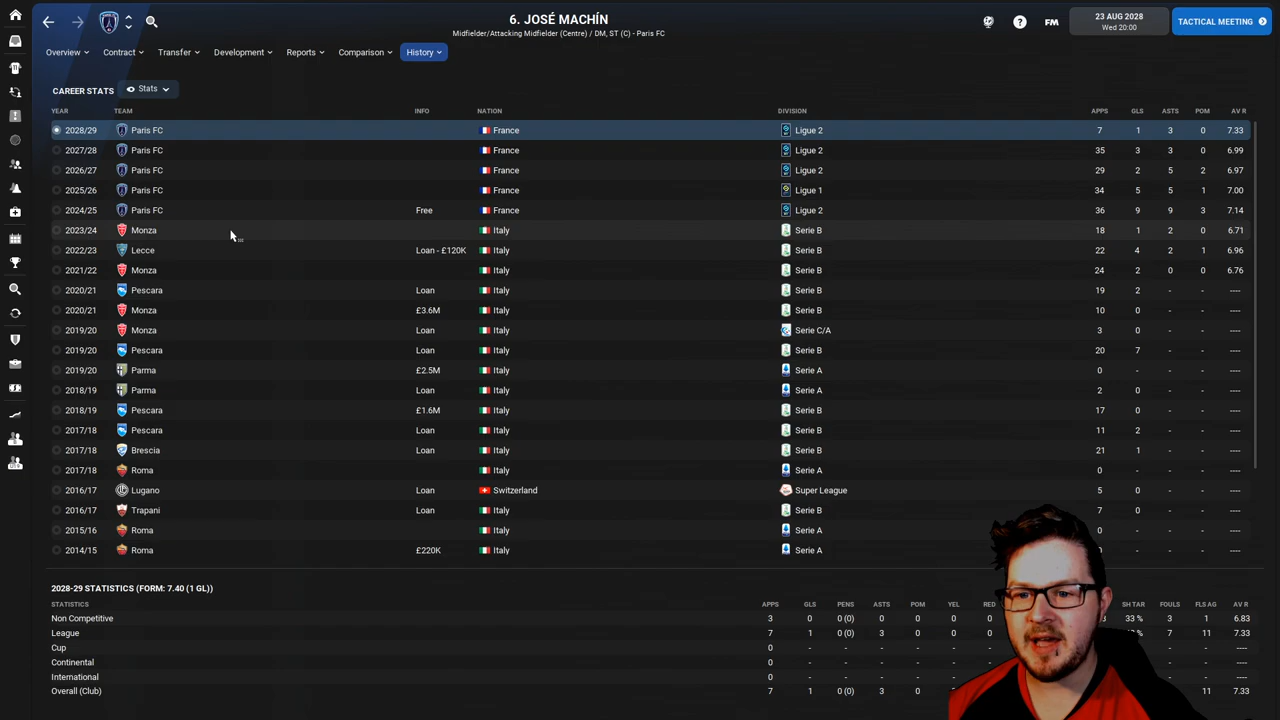 6. JOSÉ MACHÍN
Midfielder/Attacking Midfielder (Centre) / DM, ST (C) - Paris FC
? FM 23 AUG 2028 Wed 20:00 TACTICAL MEETING
Overview Contract Transfer Development Reports Comparison History
CAREER STATS Stats
YEAR TEAM INFO NATION DIVISION APPS GLS ASTS POM AV R
2028/29 Paris FC France Ligue 2 7 1 3 0 7.33
2027/28 Paris FC France Ligue 2 35 3 3 0 6.99
2026/27 Paris FC France Ligue 2 29 2 5 2 6.97
2025/26 Paris FC France Ligue 1 34 5 5 1 7.00
2024/25 Paris FC Free France Ligue 2 36 9 9 3 7.14
2023/24 Monza Italy Serie B 18 1 2 0 6.71
2022/23 Lecce Loan - £120K Italy Serie B 22 4 2 1 6.96
2021/22 Monza Italy Serie B 24 2 0 0 6.76
2020/21 Pescara Loan Italy Serie B 19 2 - - ----
2020/21 Monza £3.6M Italy Serie B 10 0 - - ----
2019/20 Monza Loan Italy Serie C/A 3 0 - - ----
2019/20 Pescara Loan Italy Serie B 20 7 - - ----
2019/20 Parma £2.5M Italy Serie A 0 - - - ----
2018/19 Parma Loan Italy Serie A 2 0 - - ----
2018/19 Pescara £1.6M Italy Serie B 17 0 - - ----
2017/18 Pescara Loan Italy Serie B 11 2 - - ----
2017/18 Brescia Loan Italy Serie B 21 1 - - ----
2017/18 Roma Italy Serie A 0 - - - ----
2016/17 Lugano Loan Switzerland Super League 5 0 - - ----
2016/17 Trapani Loan Italy Serie B 7 0 - - ----
2015/16 Roma Italy Serie A 0 - - - ----
2014/15 Roma £220K Italy Serie A - - - ----
2028-29 STATISTICS (FORM: 7.40 (1 GL))
STATISTICS APPS GLS PENS ASTS POM YEL RED SH TAR FOULS FLS AG AV R
Non Competitive 3 0 0 (0) 0 0 0 0 33 % 3 1 6.83
League 7 1 0 (0) 3 0 0 0 7 11 7.33
Cup 0 - - - - - - - - ----
Continental 0 - - - - - - - - ----
International 0 - - - - - - - - ----
Overall (Club) 7 1 0 (0) 3 0 11 7.33